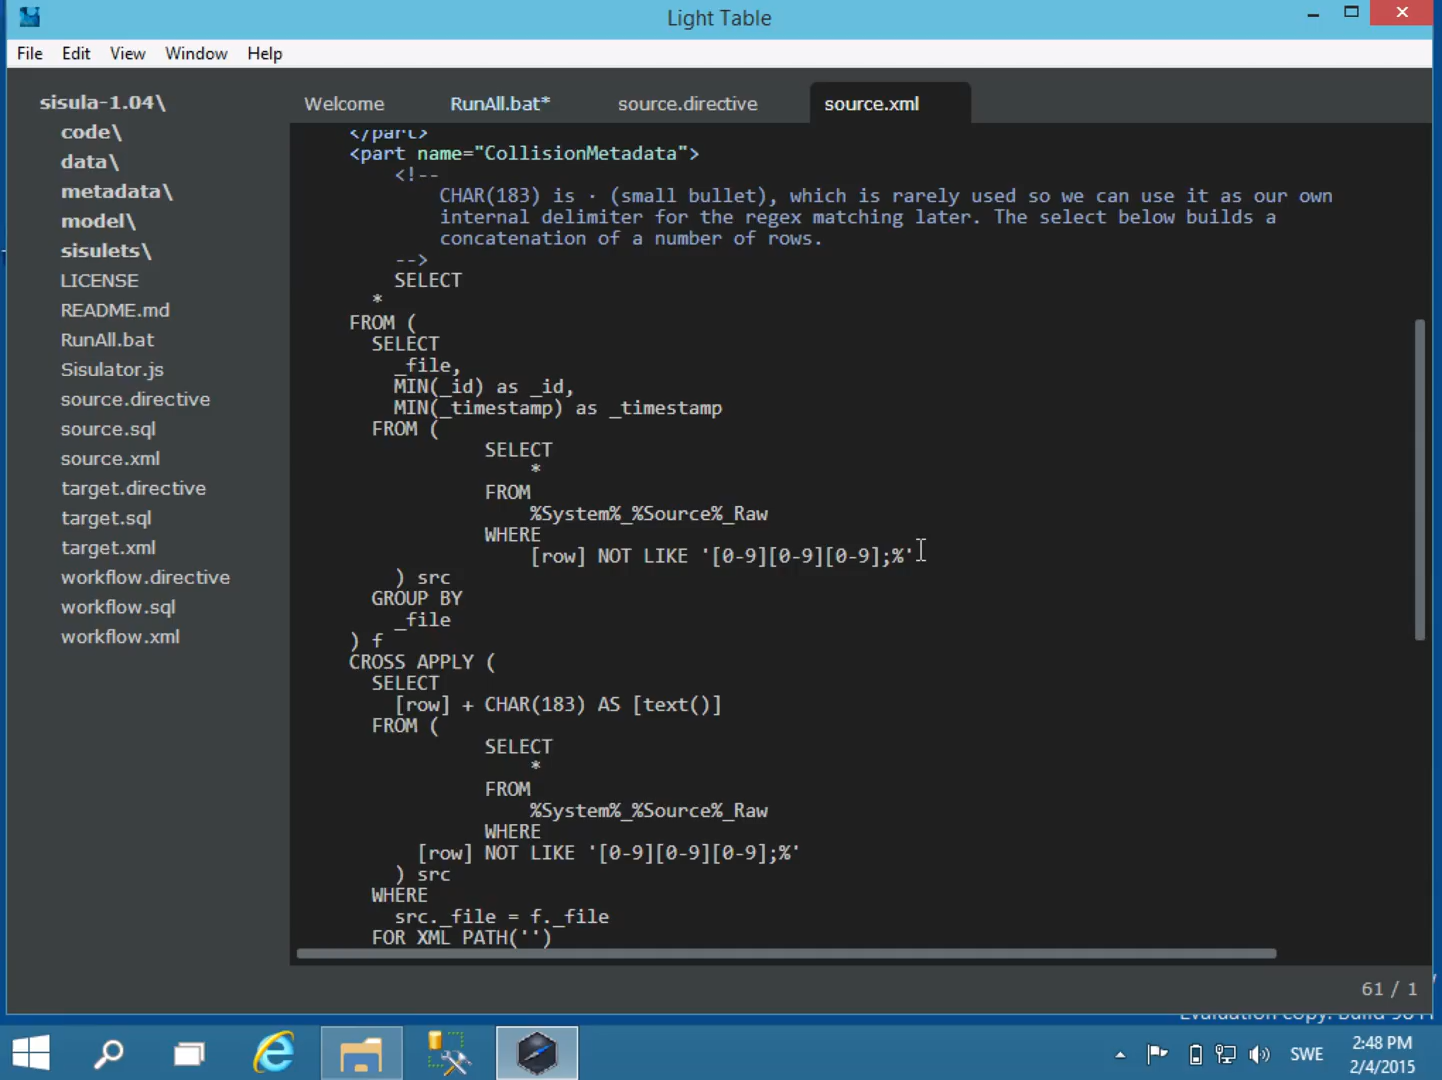 Light Table
File Edit View Window Help
sisula-1.04\
code\
data\
metadata\
model\
sisulets\
LICENSE
README.md
RunAll.bat
Sisulator.js
source.directive
source.sql
source.xml
target.directive
target.sql
target.xml
workflow.directive
workflow.sql
workflow.xml
Welcome RunAll.bat* source.directive source.xml
</part>
<part name="CollisionMetadata">
<!--
CHAR(183) is · (small bullet), which is rarely used so we can use it as our own
internal delimiter for the regex matching later. The select below builds a
concatenation of a number of rows.
-->
SELECT
*
FROM (
SELECT
_file,
MIN(_id) as _id,
MIN(_timestamp) as _timestamp
FROM (
SELECT
*
FROM
%System%_%Source%_Raw
WHERE
[row] NOT LIKE '[0-9][0-9][0-9];%'
) src
GROUP BY
_file
) f
CROSS APPLY (
SELECT
[row] + CHAR(183) AS [text()]
FROM (
SELECT
*
FROM
%System%_%Source%_Raw
WHERE
[row] NOT LIKE '[0-9][0-9][0-9];%'
) src
WHERE
src._file = f._file
FOR XML PATH('')
61 / 1
SWE
2:48 PM
2/4/2015